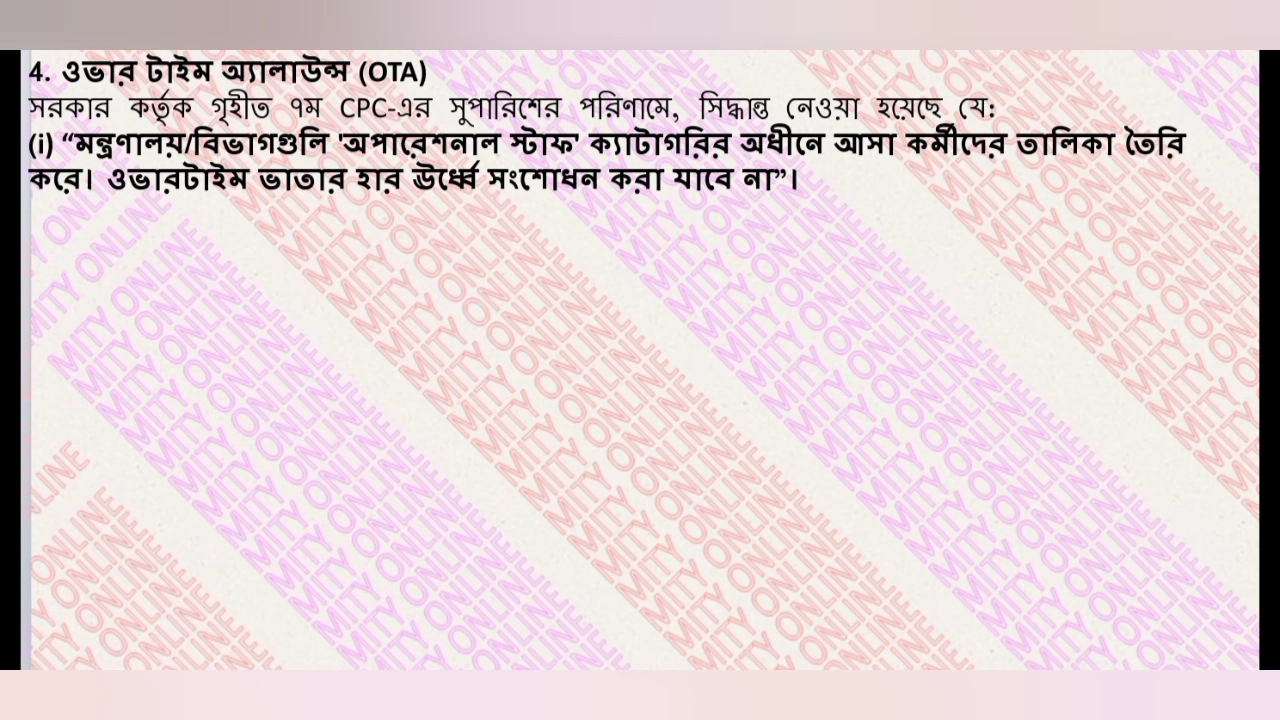 4. ওভার টাইম অ্যালাউন্স (OTA)
সরকার কর্তৃক গৃহীত ৭ম CPC-এর সুপারিশের পরিণামে, সিদ্ধান্ত নেওয়া হয়েছে যে:
(i) “মন্ত্রণালয়/বিভাগগুলি 'অপারেশনাল স্টাফ' ক্যাটাগরির অধীনে আসা কর্মীদের তালিকা তৈরি
করে। ওভারটাইম ভাতার হার ঊর্ধ্বে সংশোধন করা যাবে না”।